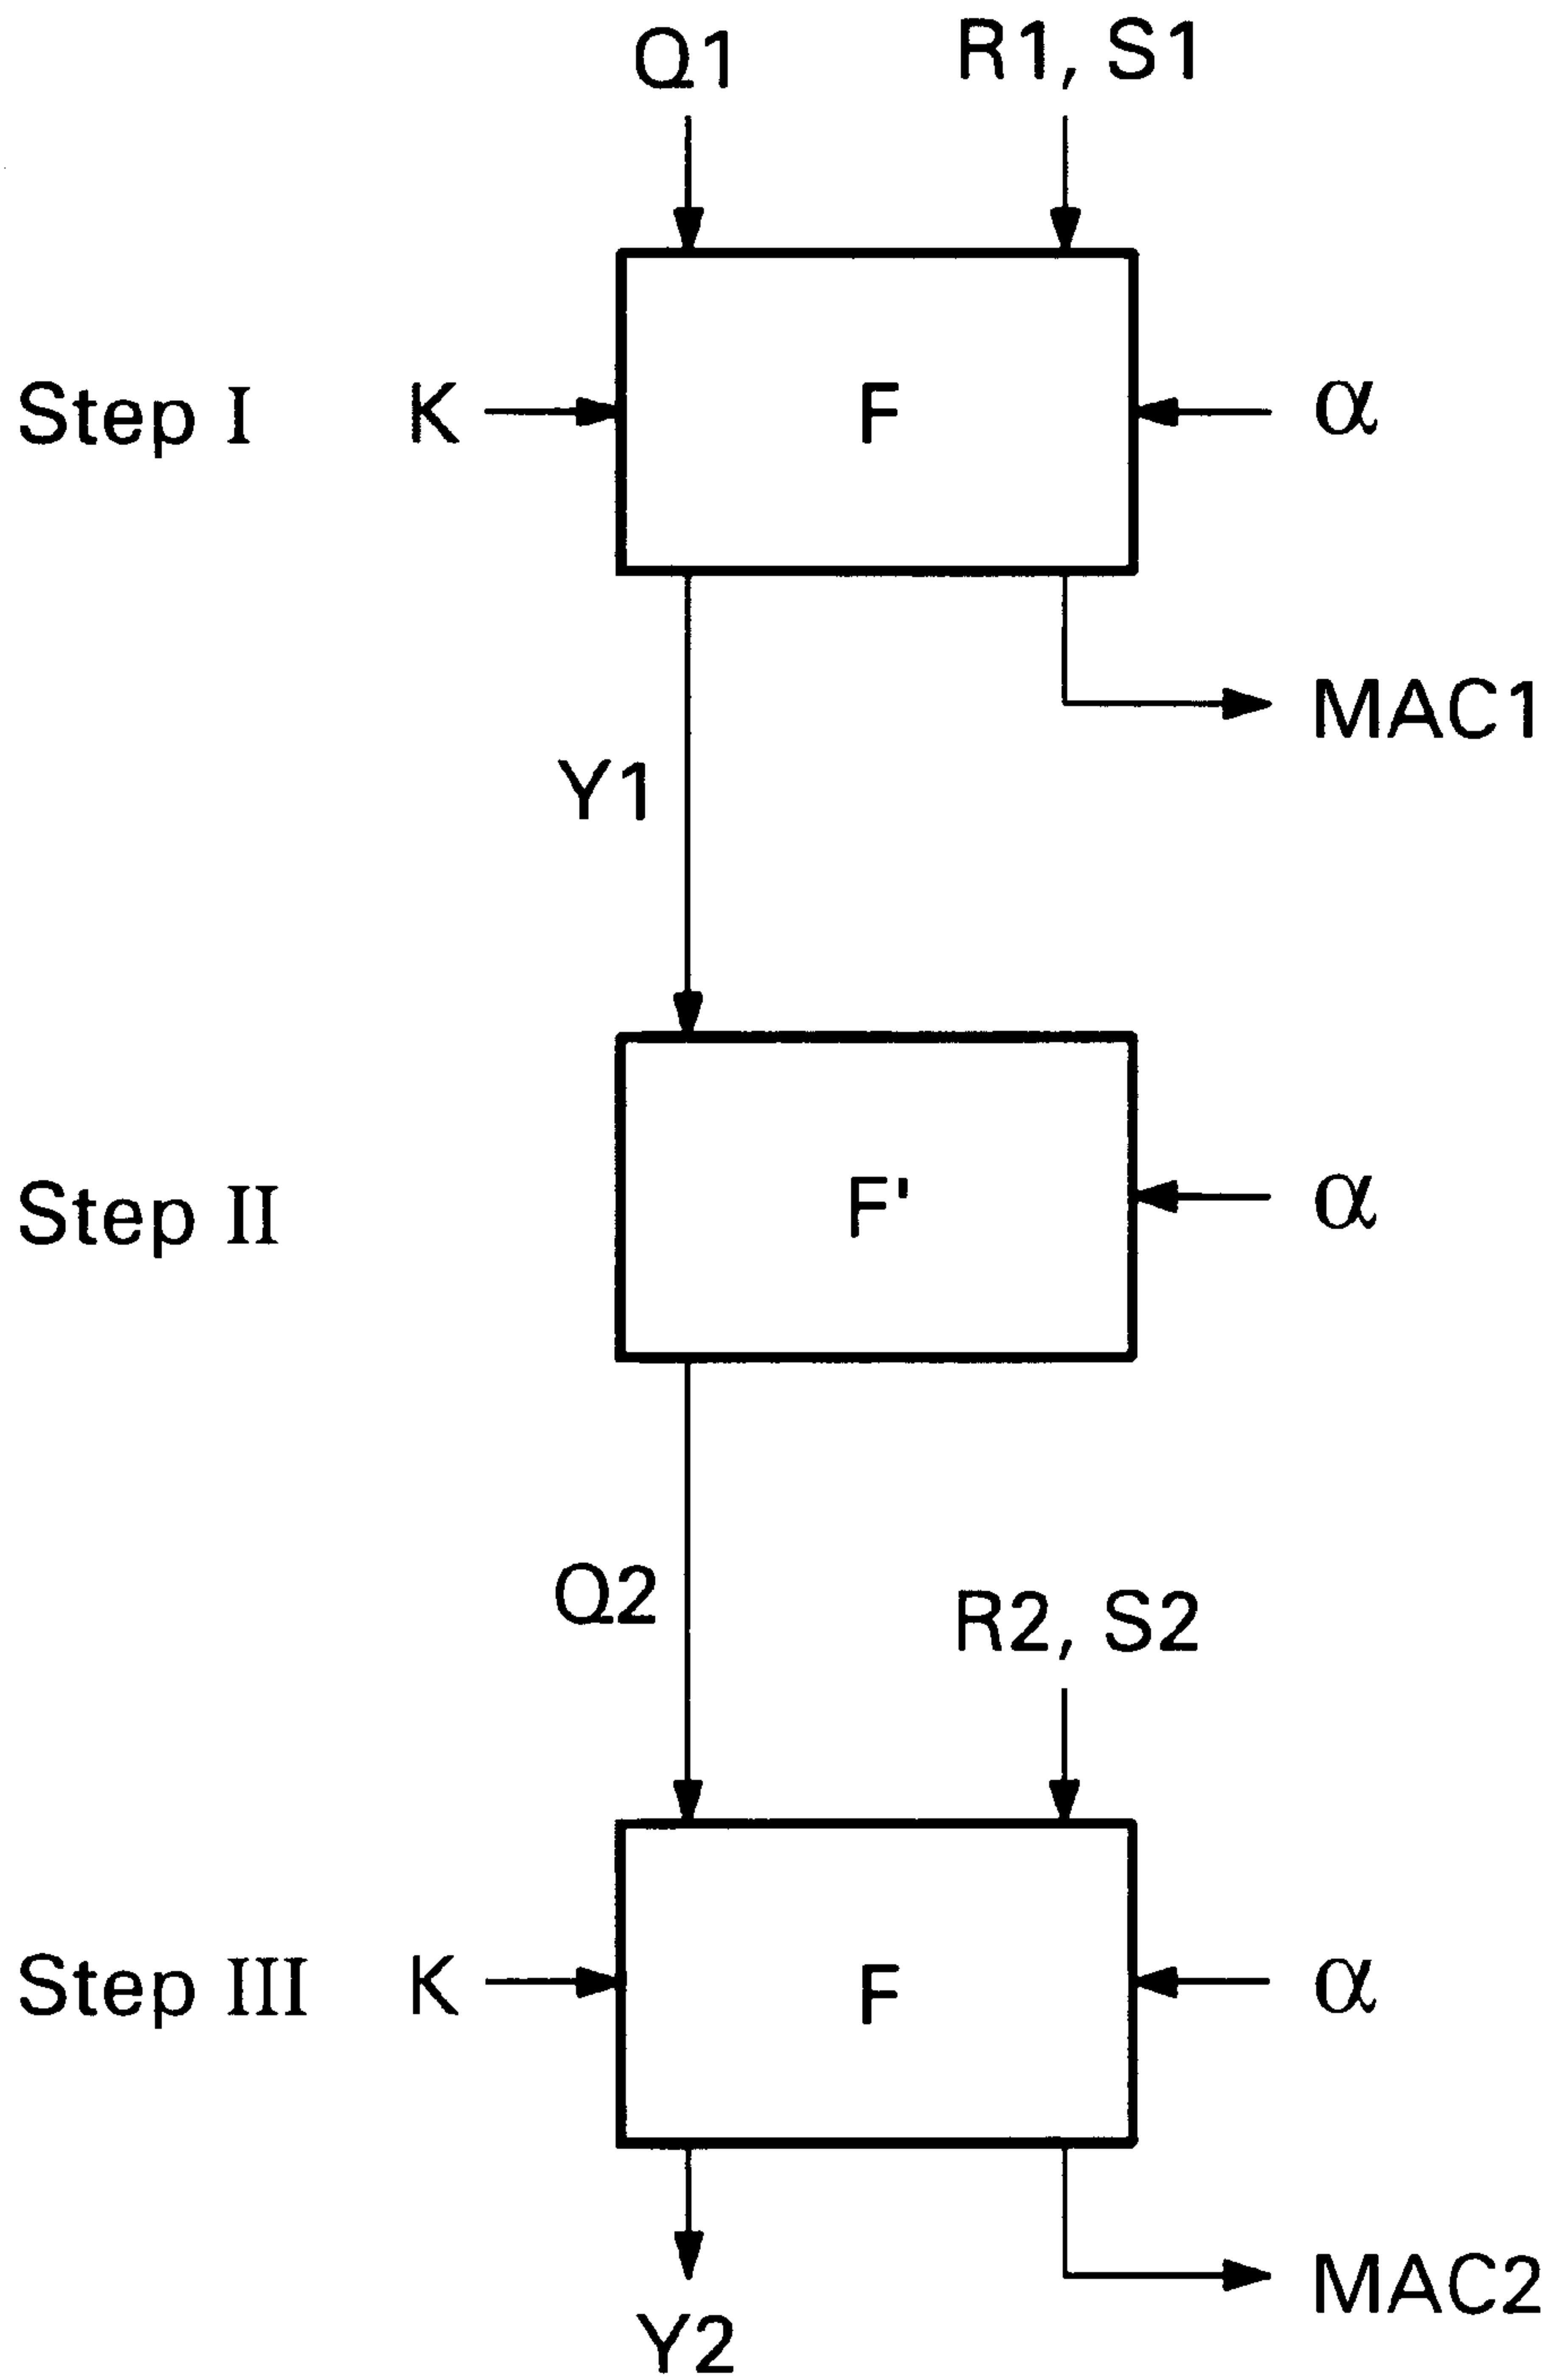 Q1 R1, S1
Step I K F α
MAC1
Y1
Step II F' α
Q2
R2, S2
Step III K F α
MAC2
Y2